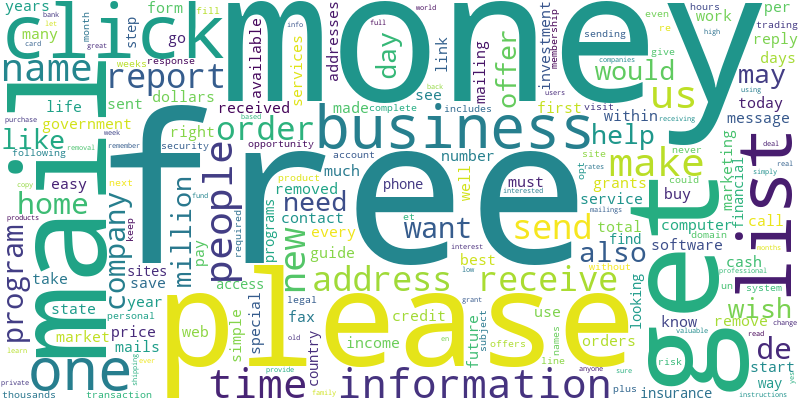 click
money
years
form
fill
info
bank
let
month
step
many
card
great
go
name
report
response
weeks
available
services
addresses
mailing
day
see
link
offer
sending
full
world
membership
investment
users
companies
even
re
give
hours
work
high
per
trading
reply
days
would
may
us
today
using
message
receiving
mail
life
sent
dollars
received
made
complete
includes
first
visit
within
purchase
government
week
remember
right
based
order
business
help
like
removal
security
opportunity
free
account
number
site
never
make
marketing
financial
deal
real
simply
list
following
easy
next
people
product
removed
much
phone
well
must
opt
rates
grants
could
buy
copy
home
million
fund
need
want
send
interested
mailings
total
call
get
products
program
company
keep
required
programs
contact
new
every
et
service
computer
domain
also
find
software
take
sites
save
pay
guide
interest
best
without
cash
months
state
year
access
address
receive
low
grant
looking
un
system
professional
personal
price
special
legal
fax
credit
use
wish
please
know
remove
valuable
change
market
mails
web
simple
old
country
income
future
subject
en
offers
names
orders
risk
read
de
learn
one
shipping
over
provide
line
anyone
start
way
yes
private
time
information
sure
plus
insurance
instructions
thousands
transaction
family
back